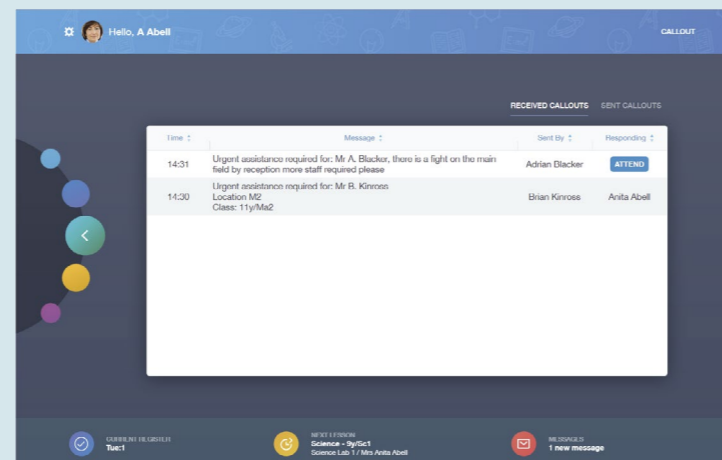 Hello, A Abell
CALLOUT
RECEIVED CALLOUTS SENT CALLOUTS
Time Message Sent By Responding
14:31 Urgent assistance required for: Mr A. Blacker, there is a fight on the main Adrian Blacker ATTEND
field by reception more staff required please
Urgent assistance required for: Mr B. Kinross
14:30 Location M2 Brian Kinross Anita Abell
Class: 11y/Ma2
CURRENT REGISTER
Tue:1
NEXT LESSON
Science - 9y/Sc1
Science Lab 1 / Mrs Anita Abell
MESSAGES
1 new message